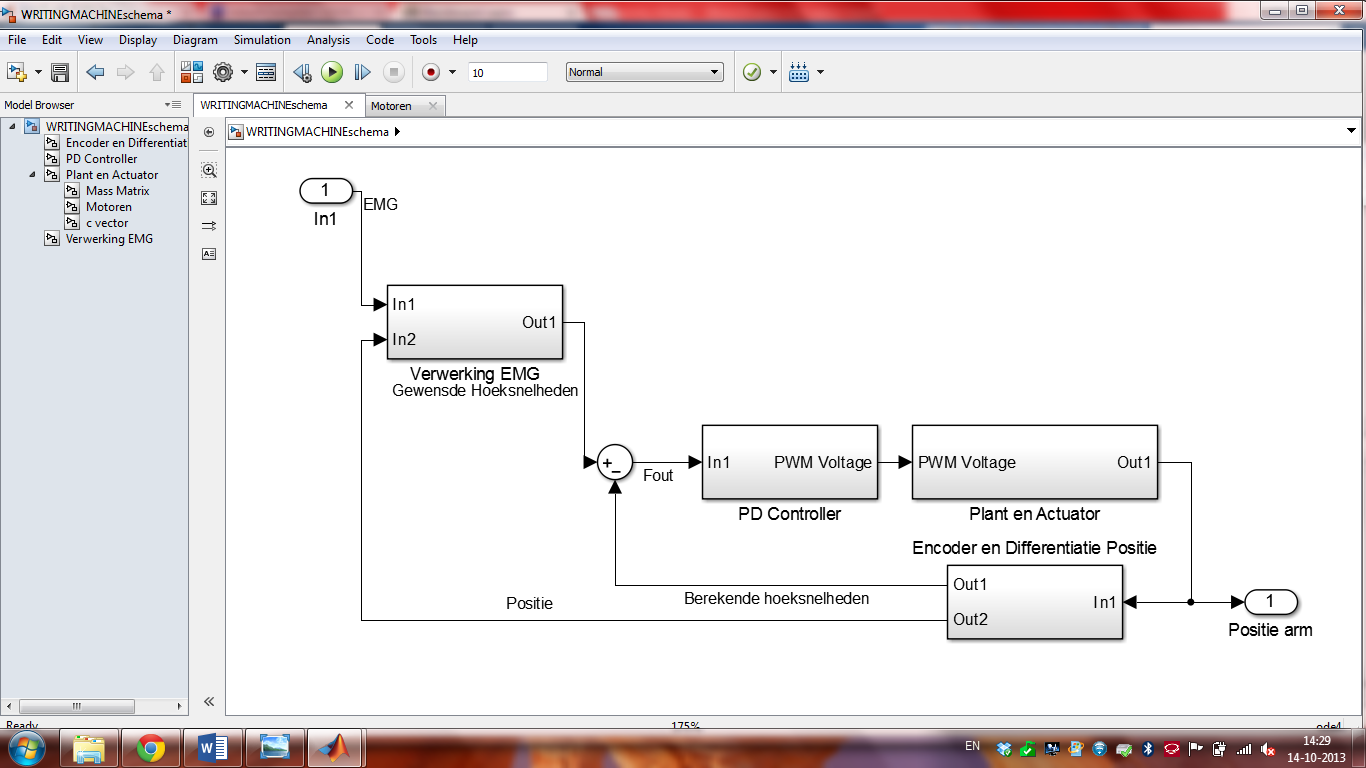 WRITINGMACHINEschema *
File Edit View Display Diagram Simulation Analysis Code Tools Help
10
Normal
Model Browser
WRITINGMACHINEschema
Motoren
WRITINGMACHINEschema
Encoder en Differentiat
PD Controller
Plant en Actuator
Mass Matrix
Motoren
c vector
Verwerking EMG
WRITINGMACHINEschema
1
In1
EMG
In1
In2
Out1
Verwerking EMG
Gewensde Hoeksnelheden
Fout
In1
PWM Voltage
PD Controller
PWM Voltage
Out1
Plant en Actuator
Encoder en Differentiatie Positie
Out1
Out2
In1
Berekende hoeksnelheden
Positie
1
Positie arm
Ready
175%
ode4
EN
14:29
14-10-2013